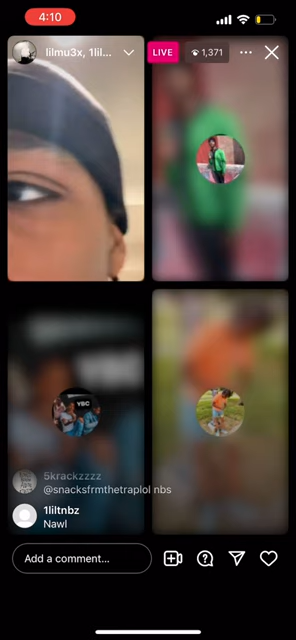 4:10
lilmu3x, 1lil...
LIVE
1,371
YBC
5krackzzzz
@snacksfrmthetraplol nbs
1liltnbz
Nawl
Add a comment...